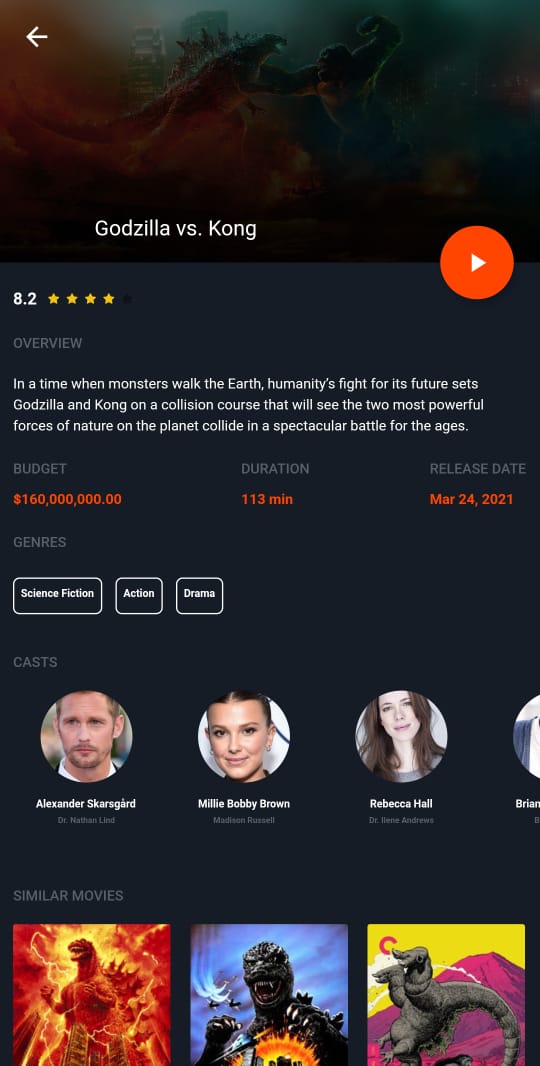 Godzilla vs. Kong
8.2
OVERVIEW
In a time when monsters walk the Earth, humanity's fight for its future sets
Godzilla and Kong on a collision course that will see the two most powerful
forces of nature on the planet collide in a spectacular battle for the ages.
BUDGET DURATION RELEASE DATE
$160,000,000.00 113 min Mar 24, 2021
GENRES
Science Fiction Action Drama
CASTS
Alexander Skarsgård Millie Bobby Brown Rebecca Hall Brian
Dr. Nathan Lind Madison Russell Dr. Ilene Andrews B
SIMILAR MOVIES